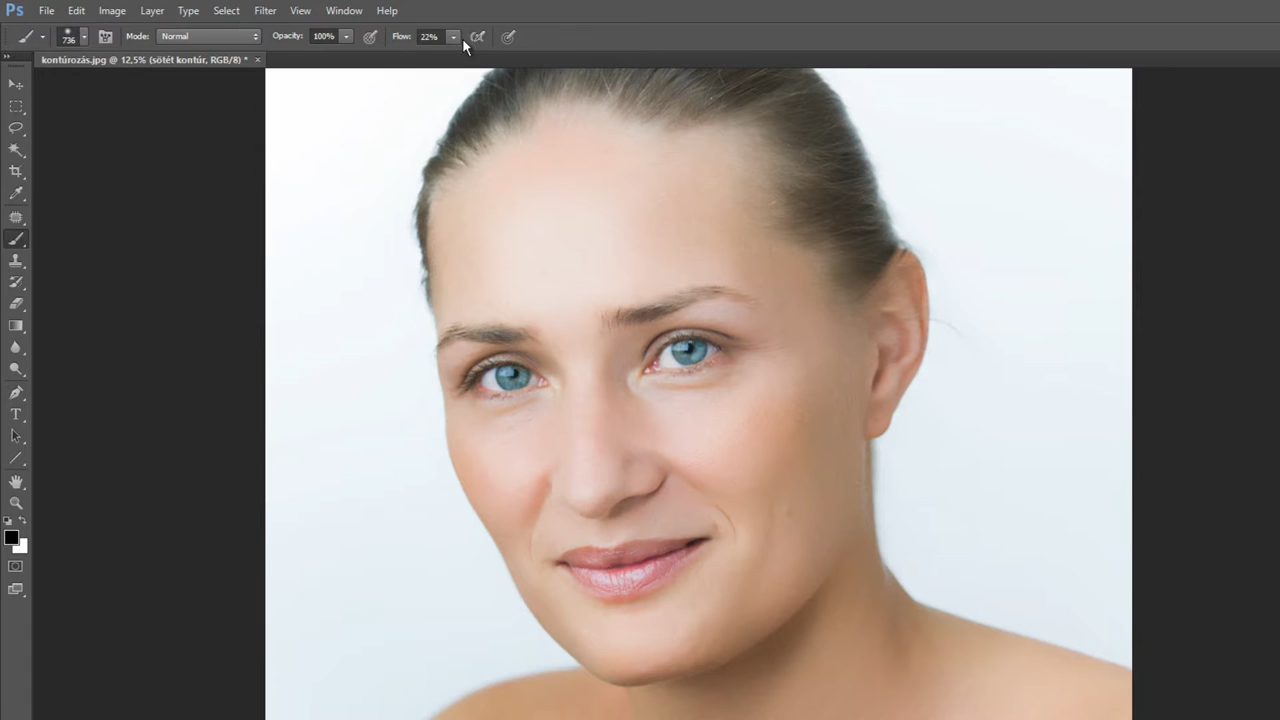 Ps File Edit Image Layer Type Select Filter View Window Help
736 Mode: Normal Opacity: 100% Flow: 22%
kontúrozás.jpg @ 12,5% (sötét kontúr, RGB/8) * ×
T